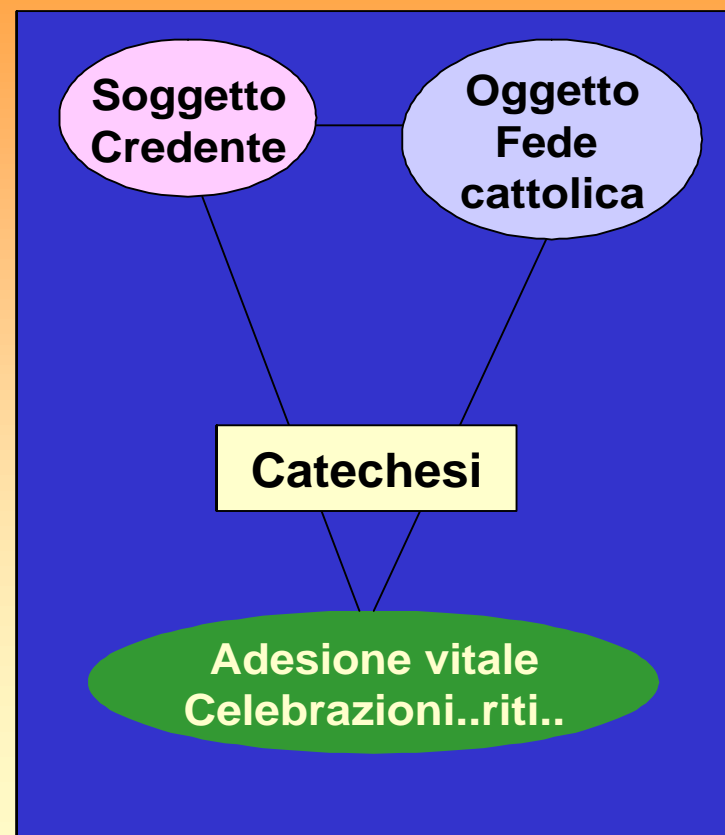 Soggetto
Credente
Oggetto
Fede
cattolica
Catechesi
Adesione vitale
Celebrazioni..riti..